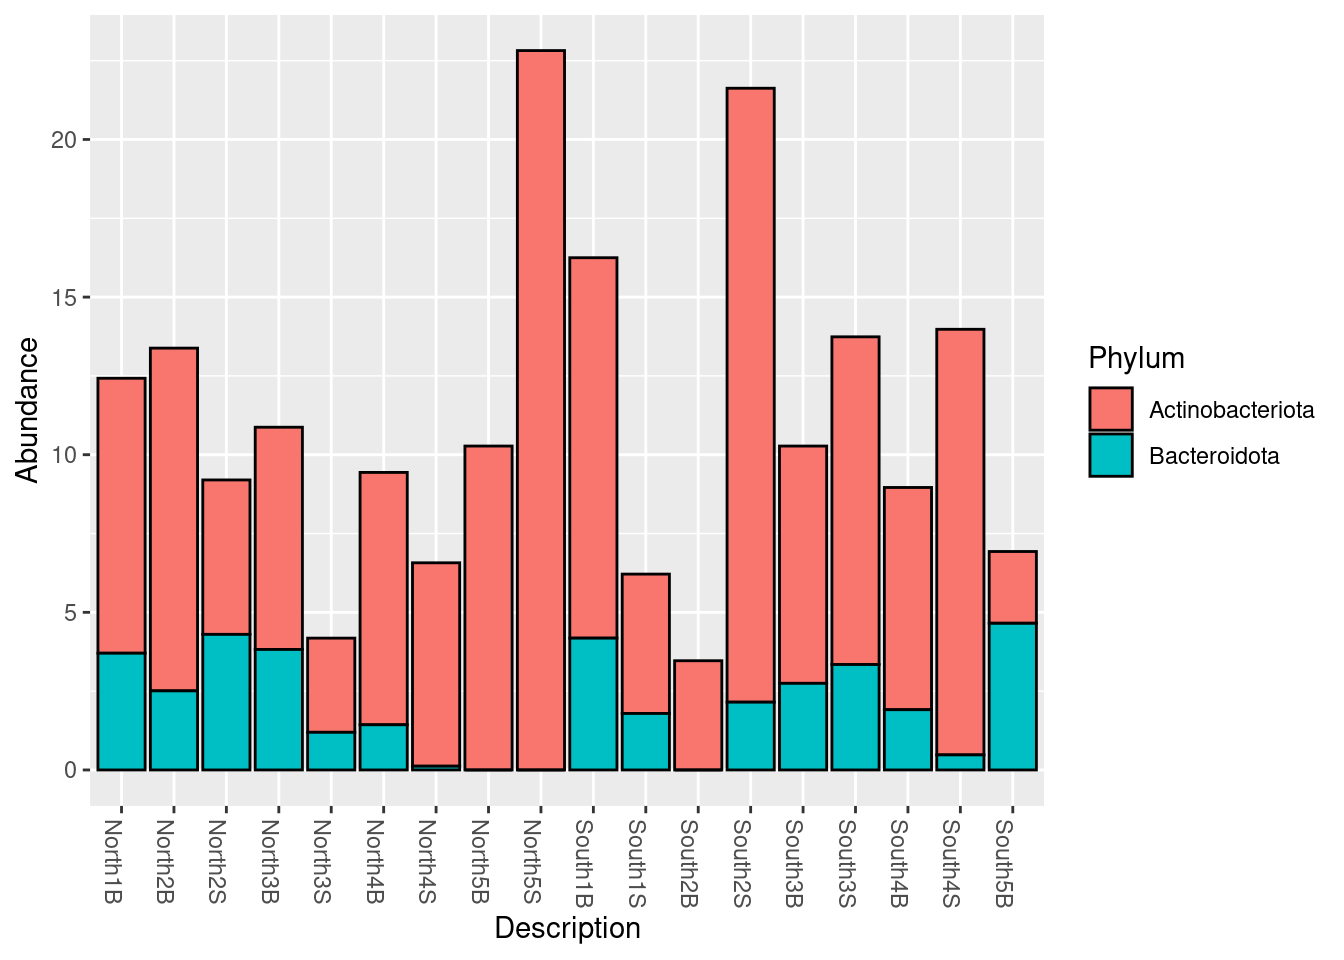 Abundance
20
15
10
5
0
North1B
North2B
North2S
North3B
North3S
North4B
North4S
North5B
North5S
South1B
South1S
South2B
South2S
South3B
South3S
South4B
South4S
South5B
Description
Phylum
Actinobacteriota
Bacteroidota